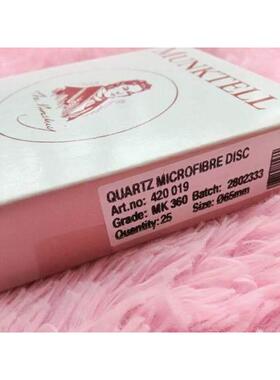 MUNKTELL
QUARTZ MICROFIBRE DISC
Art.no: 420 019
Grade: MK 360 Batch: 2802333
Quantity: 25 Size: Ø65mm